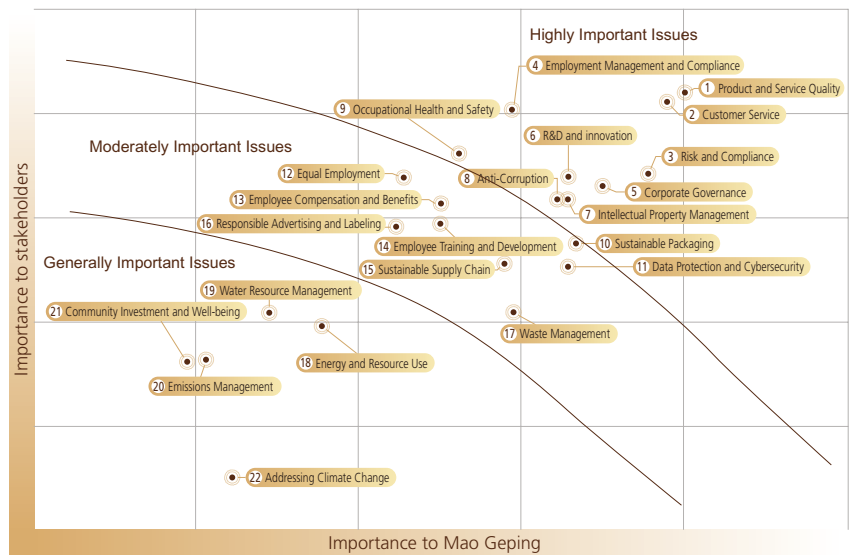 Highly Important Issues
4 Employment Management and Compliance
1 Product and Service Quality
9 Occupational Health and Safety
2 Customer Service
6 R&D and innovation
Moderately Important Issues
3 Risk and Compliance
12 Equal Employment
8 Anti-Corruption
5 Corporate Governance
13 Employee Compensation and Benefits
7 Intellectual Property Management
16 Responsible Advertising and Labeling
14 Employee Training and Development
10 Sustainable Packaging
Generally Important Issues
15 Sustainable Supply Chain
11 Data Protection and Cybersecurity
19 Water Resource Management
21 Community Investment and Well-being
17 Waste Management
18 Energy and Resource Use
20 Emissions Management
22 Addressing Climate Change
Importance to stakeholders
Importance to Mao Geping